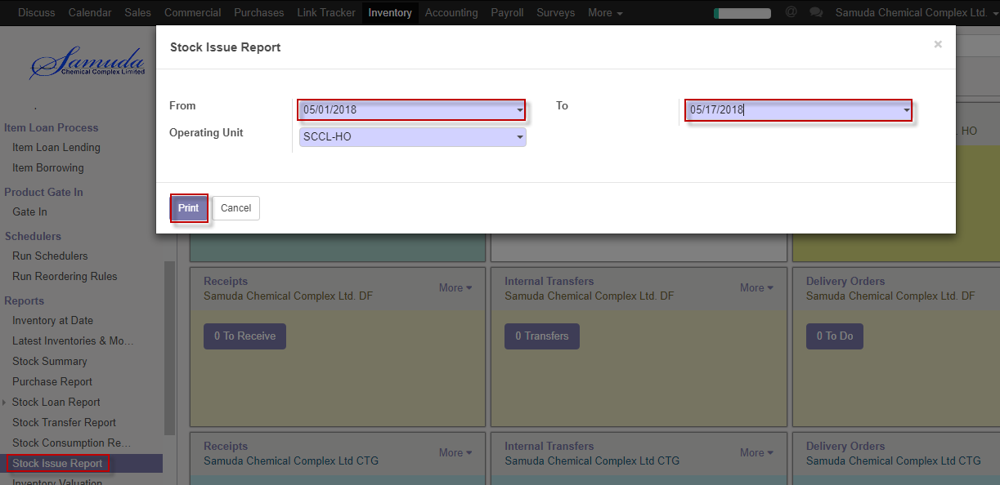 Discuss Calendar Sales Commercial Purchases Link Tracker Inventory Accounting Payroll Surveys More @ Samuda Chemical Complex Ltd.
Samuda
Chemical Complex Limited
Stock Issue Report ×
From 05/01/2018 To 05/17/2018
Operating Unit SCCL-HO
Print Cancel
. HO
Item Loan Process
Item Loan Lending
Item Borrowing
Product Gate In
Gate In
Schedulers
Run Schedulers
Run Reordering Rules
Reports
Inventory at Date
Latest Inventories & Mo…
Stock Summary
Purchase Report
Stock Loan Report
Stock Transfer Report
Stock Consumption Re…
Stock Issue Report
Inventory Valuation
Receipts More
Samuda Chemical Complex Ltd. DF
0 To Receive
Internal Transfers More
Samuda Chemical Complex Ltd. DF
0 Transfers
Delivery Orders
Samuda Chemical Complex Ltd. DF
0 To Do
Receipts More
Samuda Chemical Complex Ltd CTG
Internal Transfers More
Samuda Chemical Complex Ltd CTG
Delivery Orders
Samuda Chemical Complex Ltd CTG